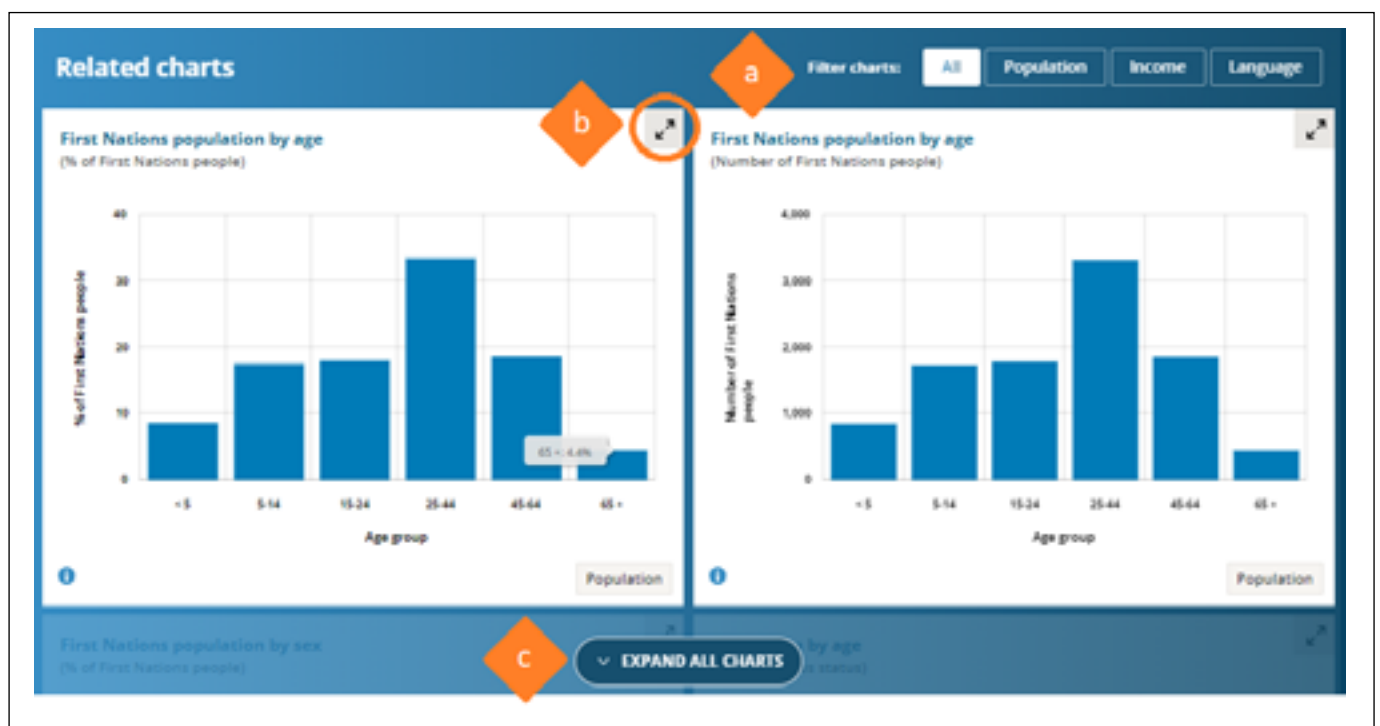 Related charts
a
Filter charts:
All
Population
Income
Language
b
First Nations population by age
(% of First Nations people)
40
30
20
10
0
% of First Nations people
65 +: 4.4%
< 5
5-14
15-24
25-44
45-64
65 +
Age group
Population
First Nations population by age
(Number of First Nations people)
4,000
3,000
2,000
1,000
0
Number of First Nations
people
< 5
5-14
15-24
25-44
45-64
65 +
Age group
Population
First Nations population by sex
(% of First Nations people)
c
EXPAND ALL CHARTS
by age
status)